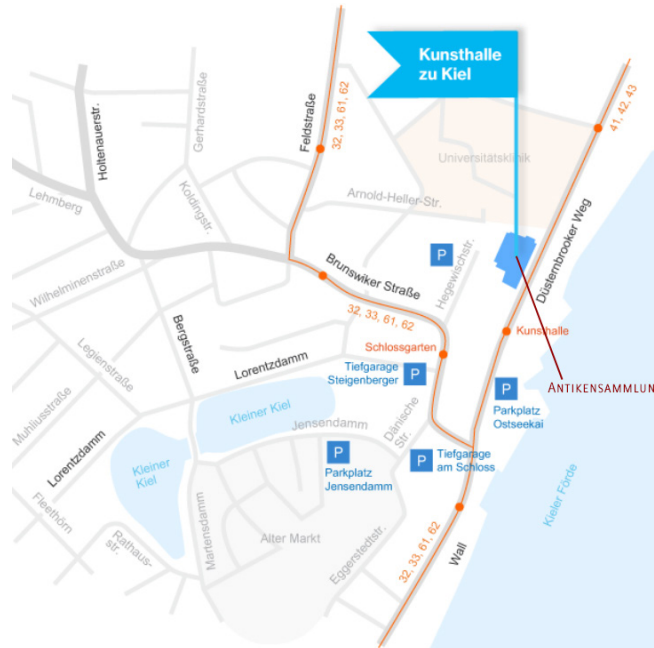 Kunsthalle
zu Kiel
41, 42, 43
32, 33, 61, 62
Feldstraße
Gerhardstraße
Holtenauerstr.
Universitätsklinik
Lehmberg
Koldingstr.
Arnold-Heller-Str.
Düsternbrooker Weg
Hegewischstr.
P
Brunswiker Straße
Wilhelminenstraße
32, 33, 61, 62
Kunsthalle
Bergstraße
Schlossgarten
Legienstraße
Lorentzdamm
Tiefgarage
Steigenberger
P
P
Parkplatz
Ostseekai
ANTIKENSAMMLUN
Muhliusstraße
Kleiner Kiel
Dänische
Str.
Jensendamm
Lorentzdamm
Kleiner
Kiel
P
Parkplatz
Jensendamm
P
Tiefgarage
am Schloss
Kieler Förde
Fleethörn
Rathaus-
str.
Martensdamm
Alter Markt
Eggerstedtstr.
32, 33, 61, 62
Wall